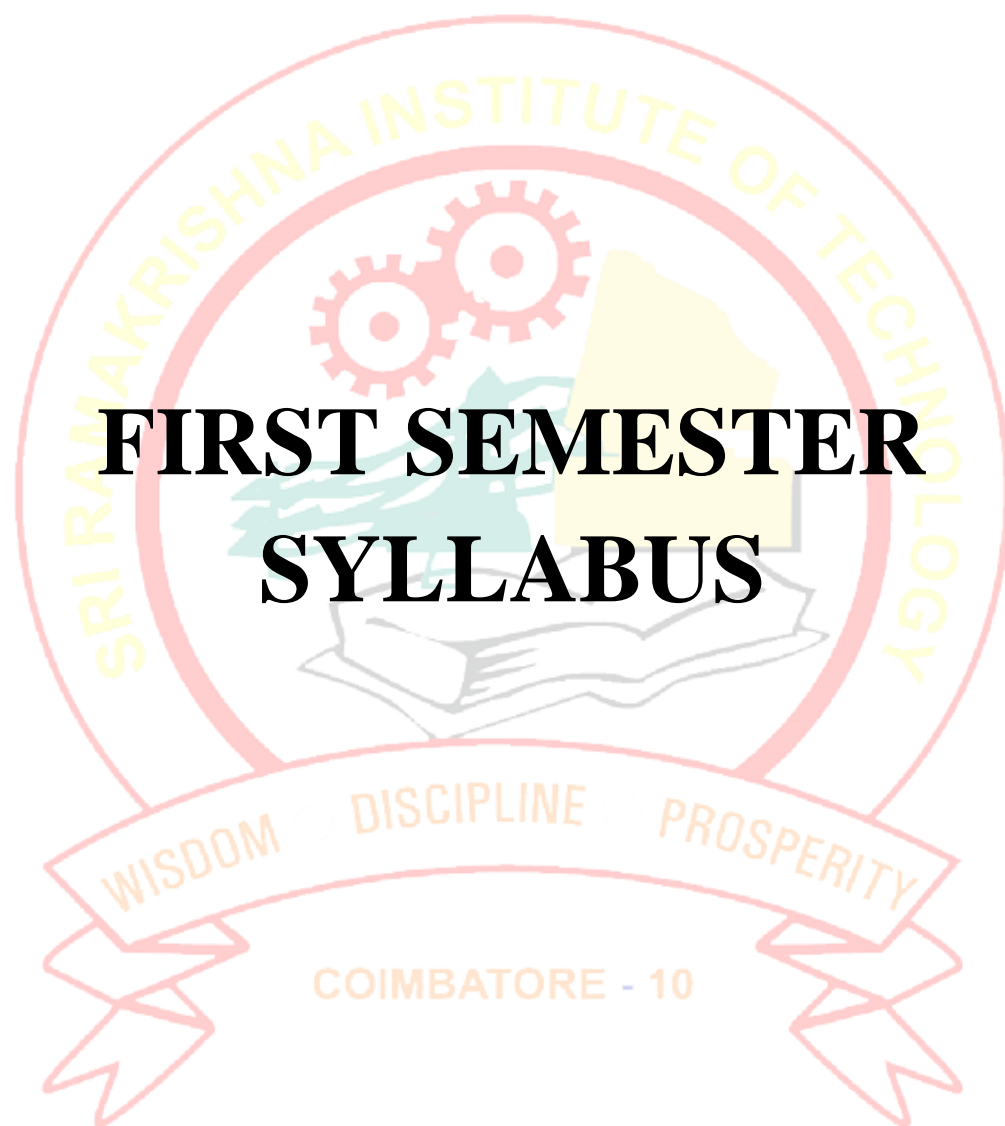 SRI RAMAKRISHNA INSTITUTE OF TECHNOLOGY
FIRST SEMESTER
SYLLABUS
WISDOM DISCIPLINE PROSPERITY
COIMBATORE - 10